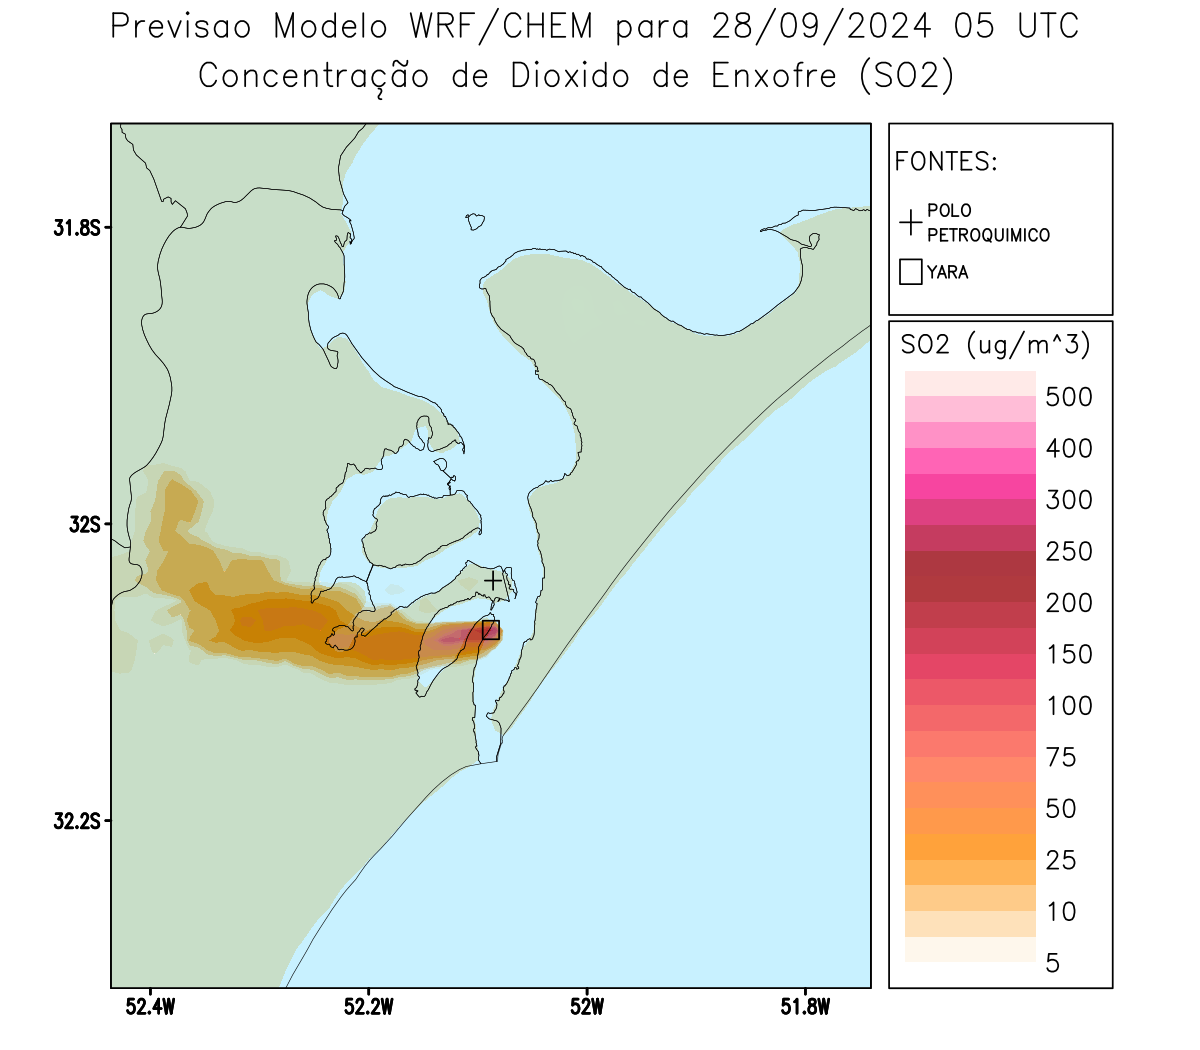 Previsao Modelo WRF/CHEM para 28/09/2024 05 UTC
Concentração de Dioxido de Enxofre (SO2)
FONTES:
POLO
PETROQUIMICO
YARA
31.8S
32S
32.2S
52.4W
52.2W
52W
51.8W
SO2 (ug/m^3)
500
400
300
250
200
150
100
75
50
25
10
5